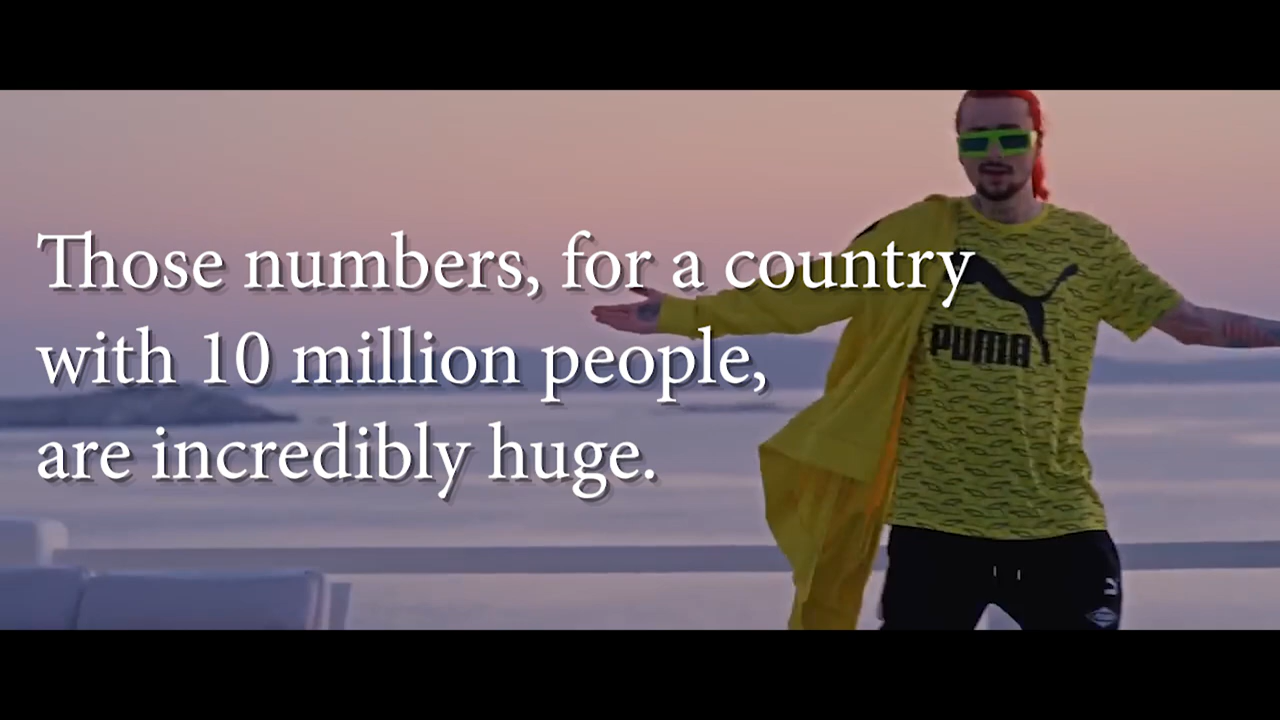 Those numbers, for a country
with 10 million people,
are incredibly huge.
PUMA